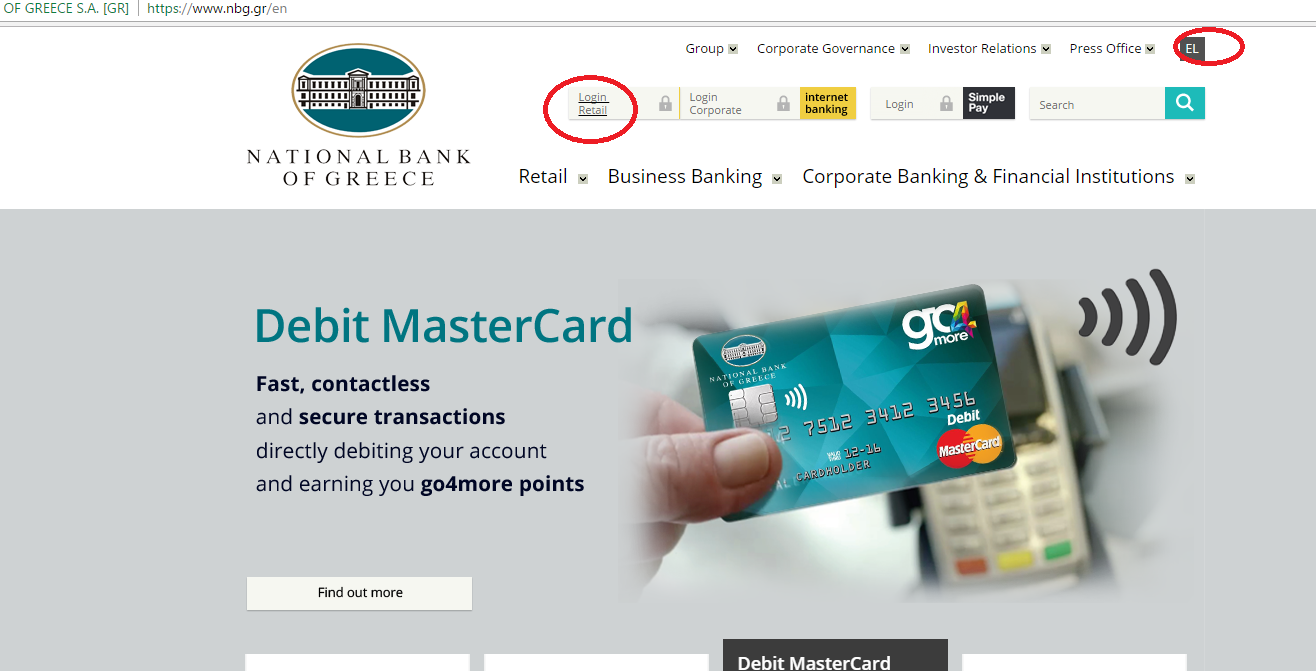 OF GREECE S.A. [GR] https://www.nbg.gr/en
Group Corporate Governance Investor Relations Press Office EL
Login
Retail
Login
Corporate
internet
banking
Login
Simple
Pay
Search
NATIONAL BANK
OF GREECE
Retail Business Banking Corporate Banking & Financial Institutions
Debit MasterCard
Fast, contactless
and secure transactions
directly debiting your account
and earning you go4more points
Find out more
go4
more
NATIONAL BANK
OF GREECE
12 7512 3412 3456
Debit
12-16
CARDHOLDER
MasterCard
Debit MasterCard